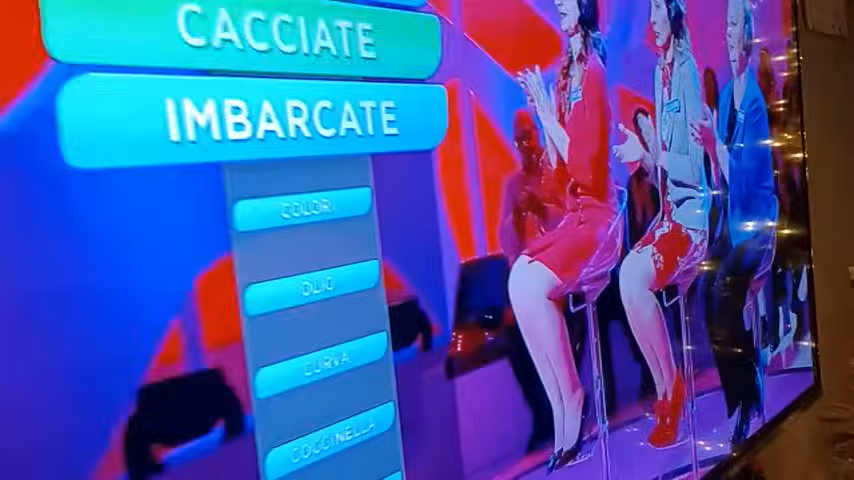 CACCIATE
IMBARCATE
COLORI
OLIO
CURVA
COCCINELLA